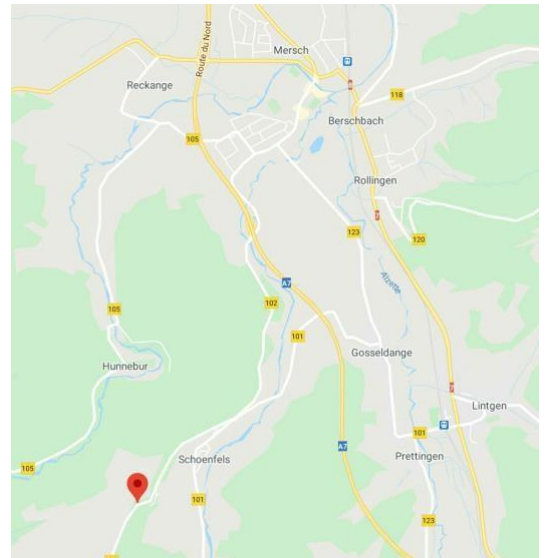 Route du Nord
Mersch
Reckange
118
Berschbach
105
Rollingen
123
120
Alzette
A7
102
105
101
Gosseldange
Hunnebur
Lintgen
101
Schoenfels
A7
Prettingen
105
101
123